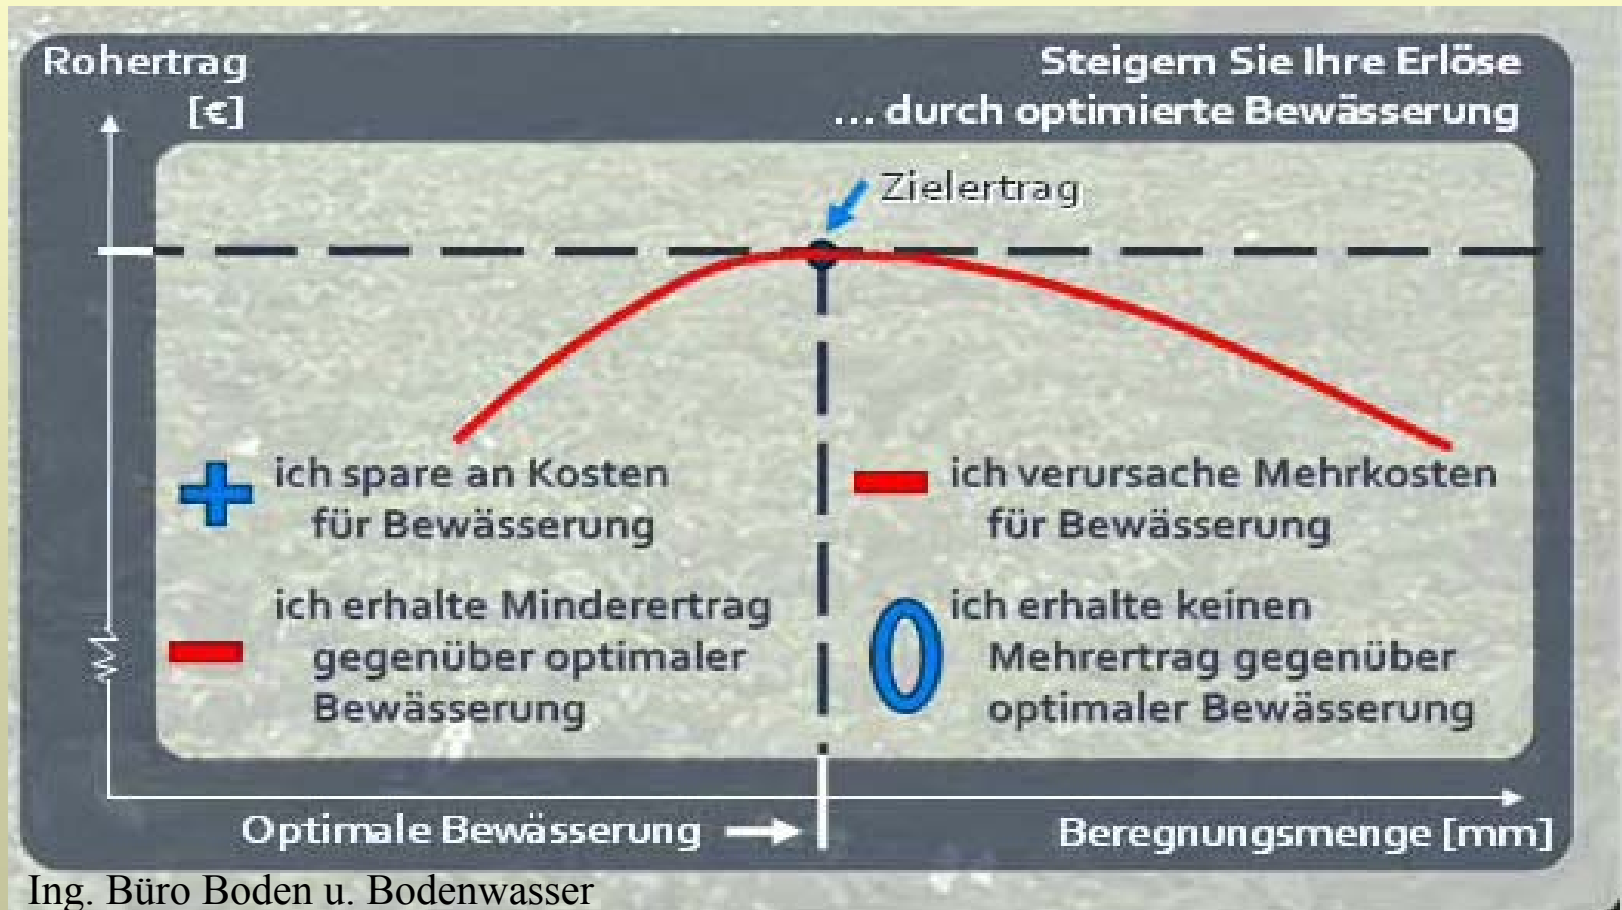 Rohertrag
[€]
Steigern Sie Ihre Erlöse
... durch optimierte Bewässerung
Zielertrag
ich spare an Kosten
für Bewässerung
ich erhalte Minderertrag
gegenüber optimaler
Bewässerung
ich verursache Mehrkosten
für Bewässerung
ich erhalte keinen
Mehrertrag gegenüber
optimaler Bewässerung
Optimale Bewässerung
Beregnungsmenge [mm]
Ing. Büro Boden u. Bodenwasser